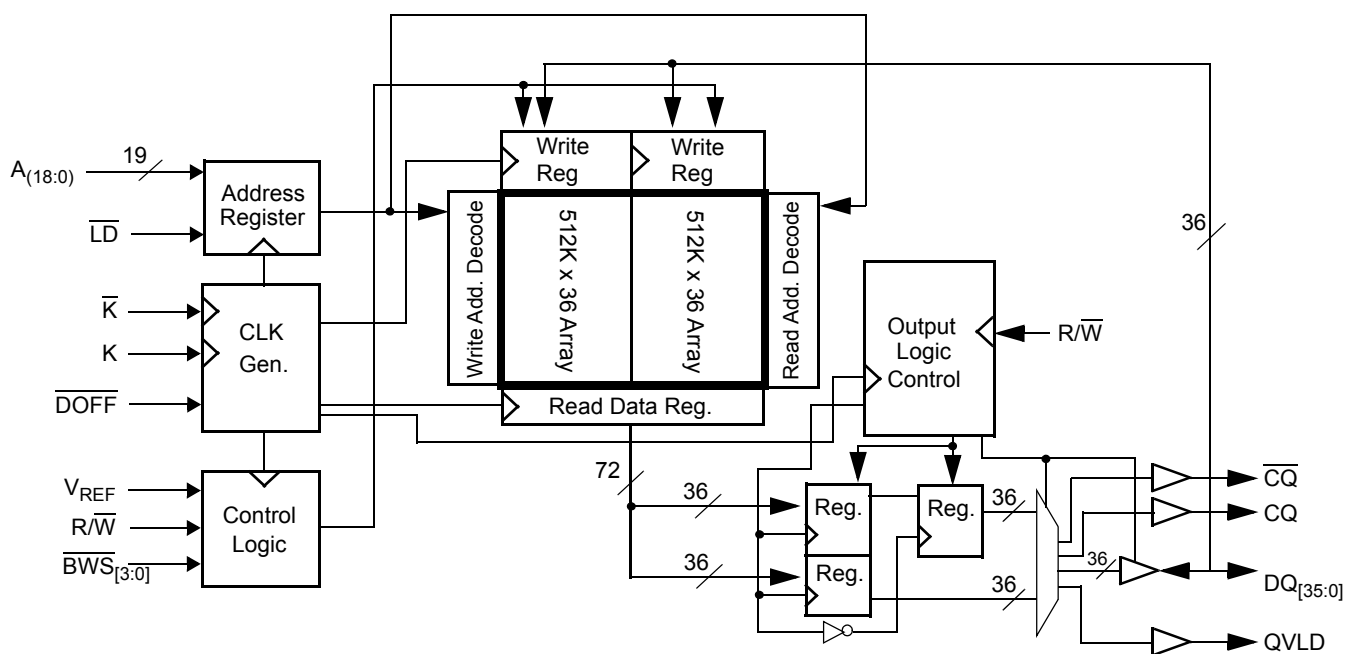 A(18:0)
19
LD
Address
Register
K
K
DOFF
CLK
Gen.
VREF
R/W
BWS[3:0]
Control
Logic
Write
Reg
Write
Reg
Write Add. Decode
512K x 36 Array
512K x 36 Array
Read Add. Decode
Read Data Reg.
72
36
36
Output
Logic
Control
R/W
36
Reg.
Reg.
Reg.
36
36
36
CQ
CQ
DQ[35:0]
QVLD